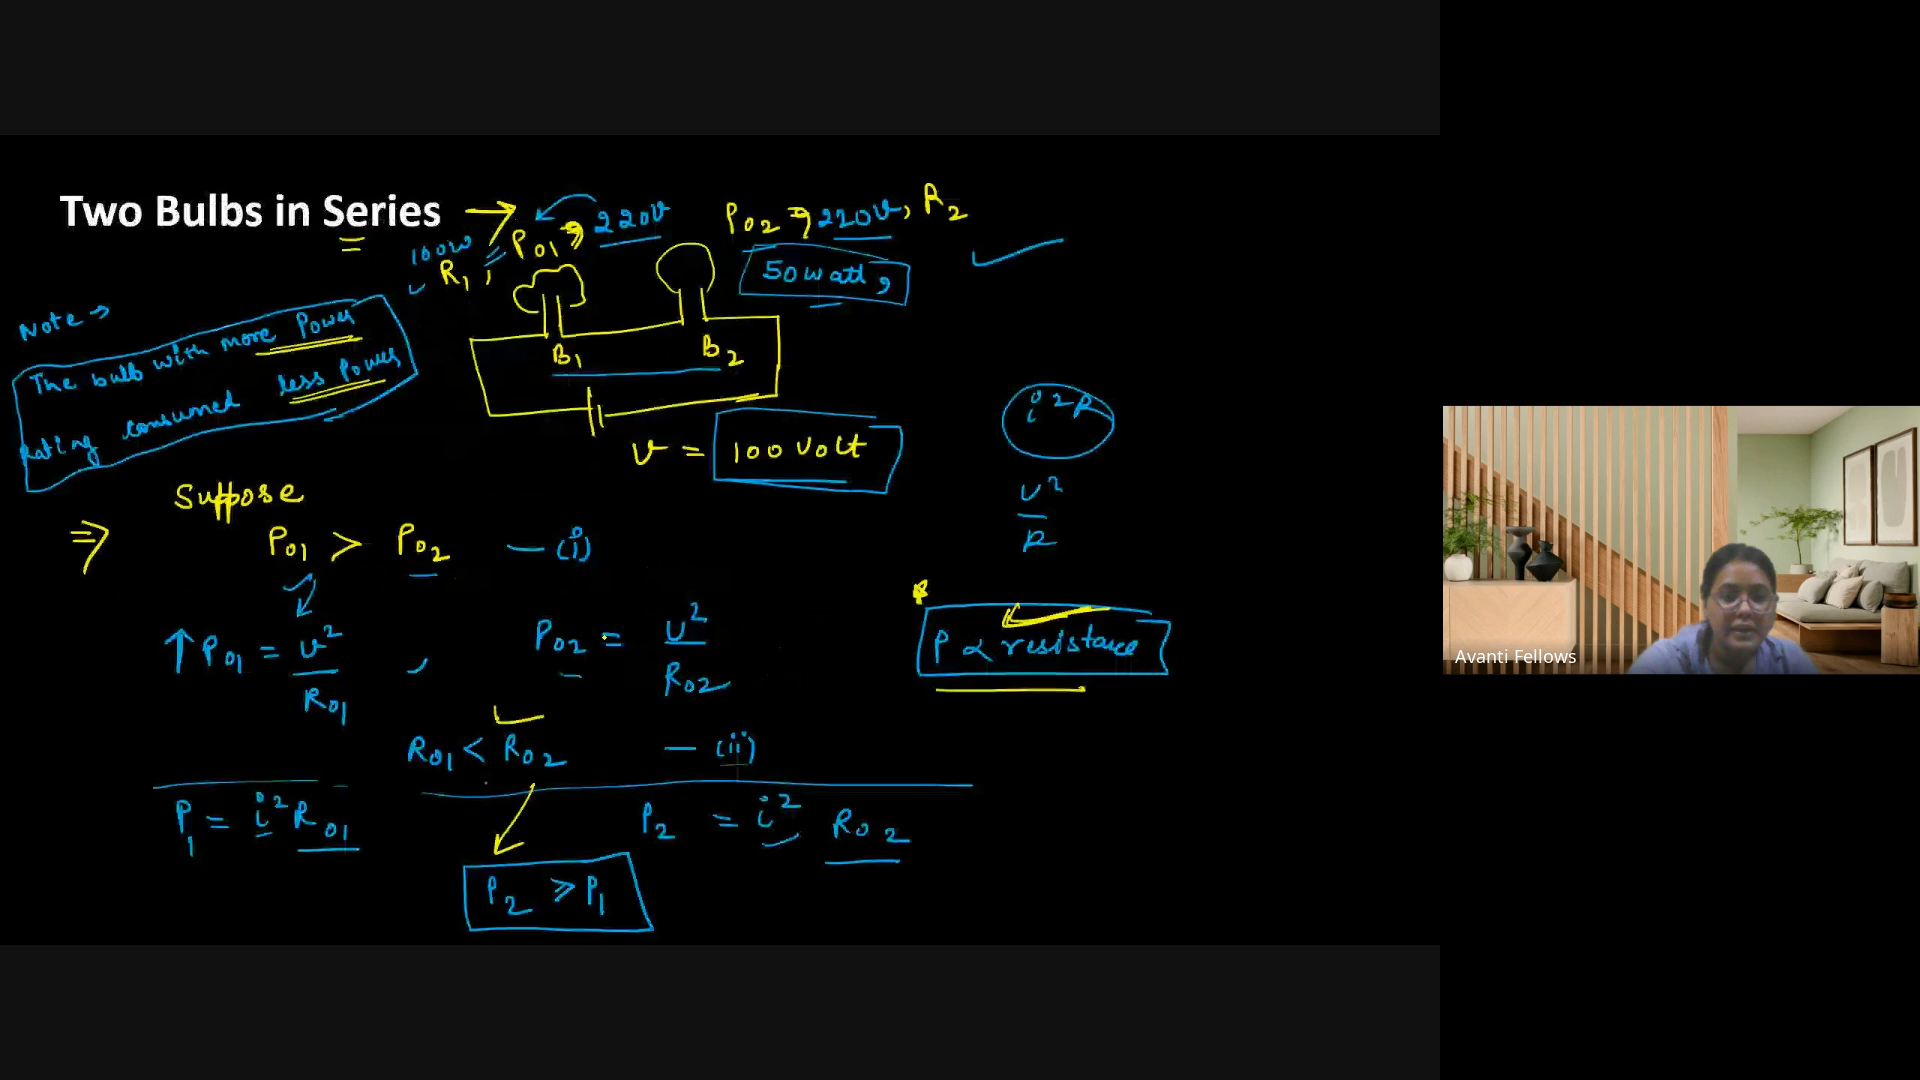 Two Bulbs in Series →
100W
R1, P01, 220V
P02, 220V, R2
50 watt,
B1 B2
V = 100 Volt
Note →
The bulb with more Power
Rating consumed less Power
i²R
V²
R
Suppose
⇒ P01 > P02 — (i)
↑ P01 = V² / R01 , P02 = V² / R02
P ∝ resistance
R01 < R02 — (ii)
P1 = i² R01 P2 = i² R02
P2 > P1
Avanti Fellows